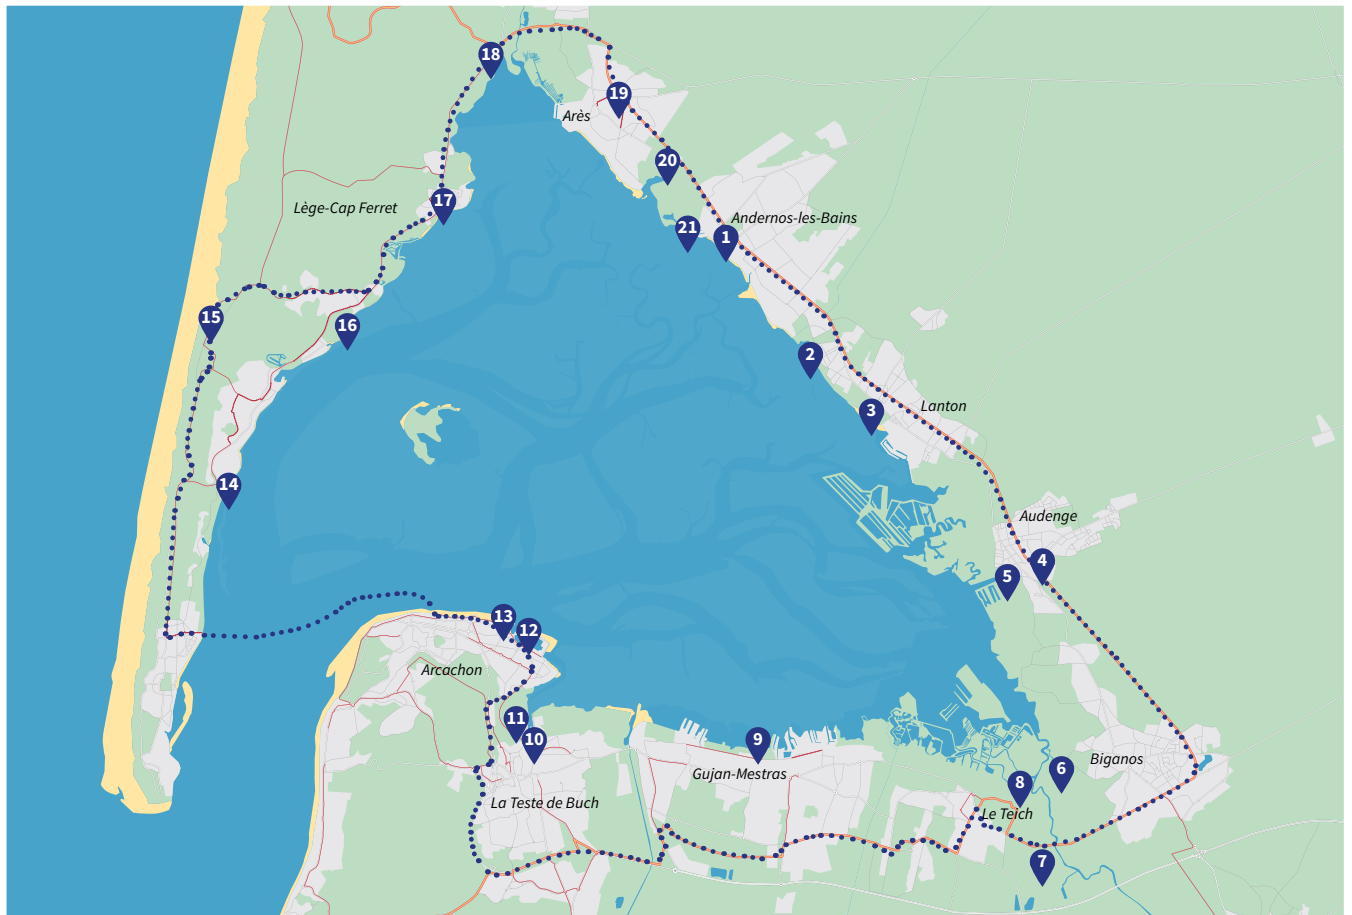 18
19
Arès
20
17
Lège-Cap Ferret
Andernos-les-Bains
21
1
15
16
2
Lanton
3
14
Audenge
4
5
13
12
Arcachon
11
10
9
Gujan-Mestras
Biganos
6
8
La Teste de Buch
Le Teich
7